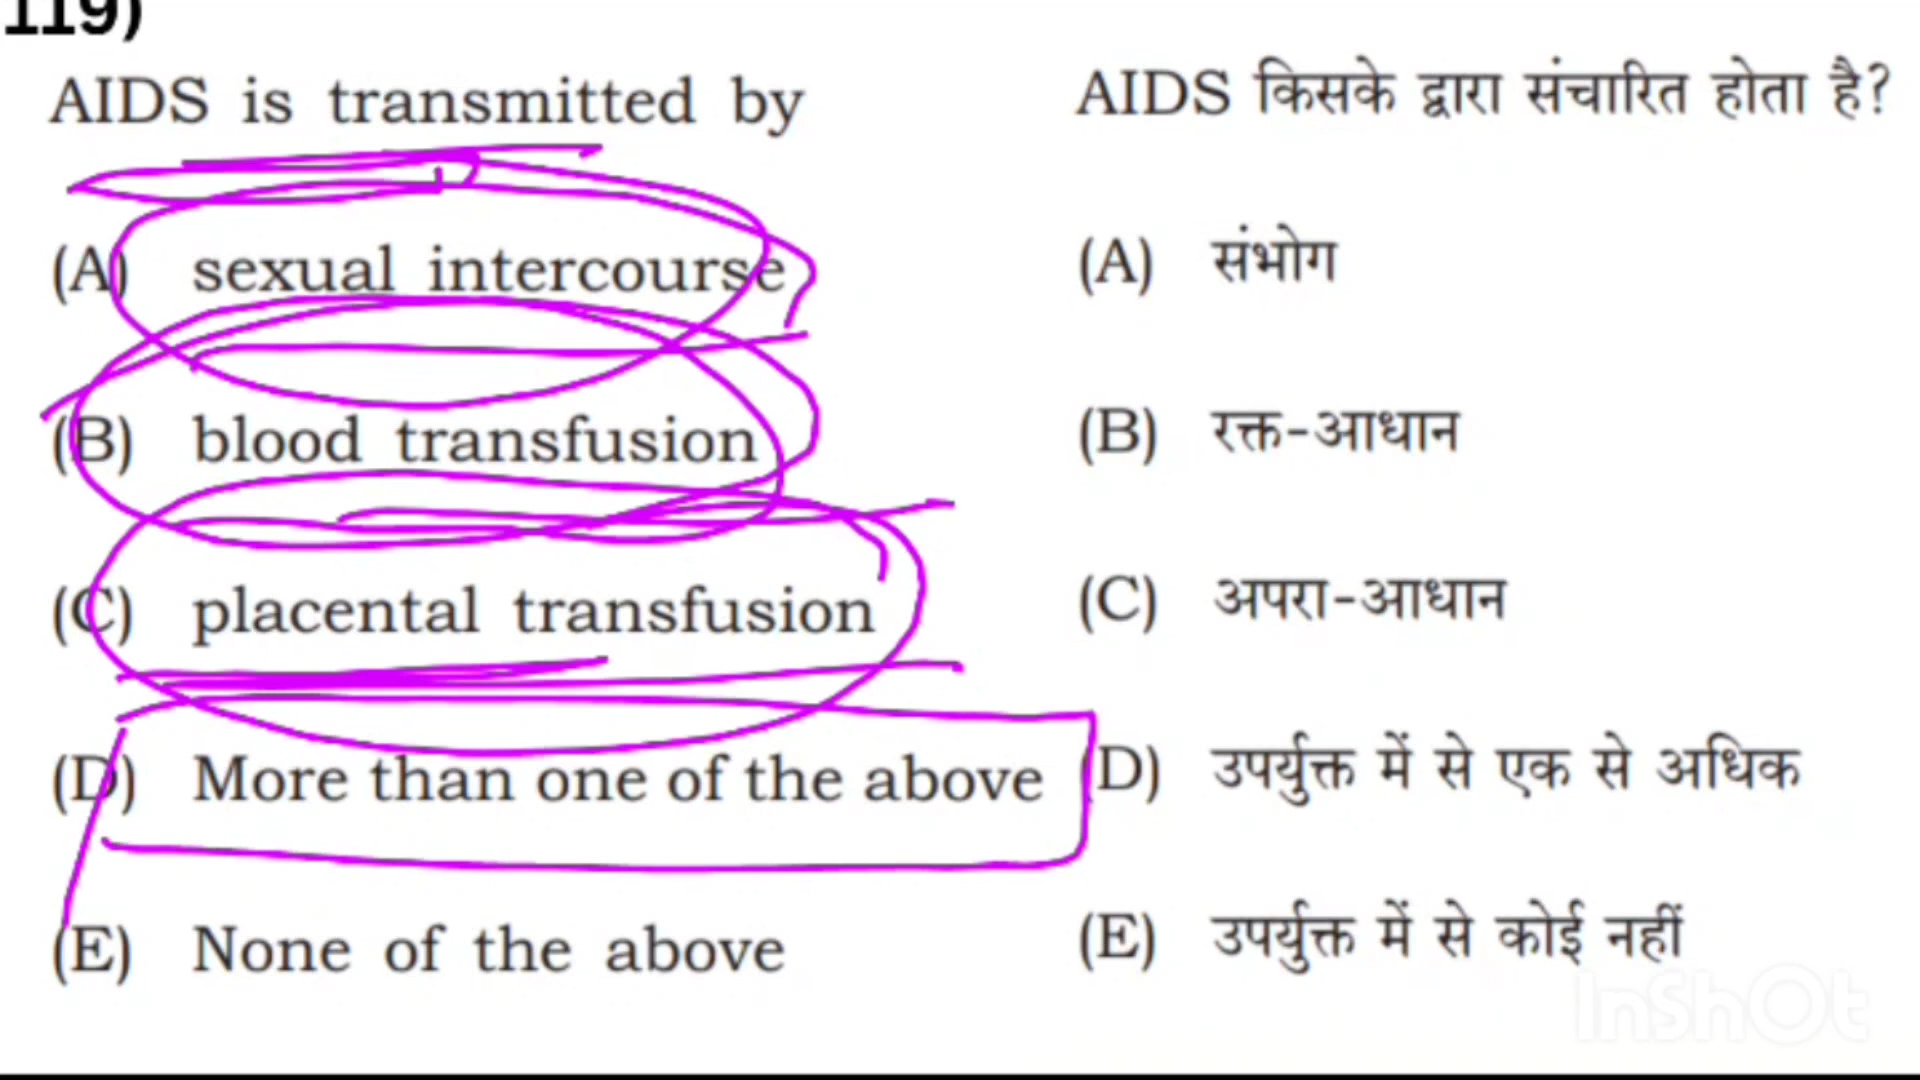 119)
AIDS is transmitted by
(A) sexual intercourse
(B) blood transfusion
(C) placental transfusion
(D) More than one of the above
(E) None of the above
AIDS किसके द्वारा संचारित होता है?
(A) संभोग
(B) रक्त-आधान
(C) अपरा-आधान
(D) उपर्युक्त में से एक से अधिक
(E) उपर्युक्त में से कोई नहीं
InShOt